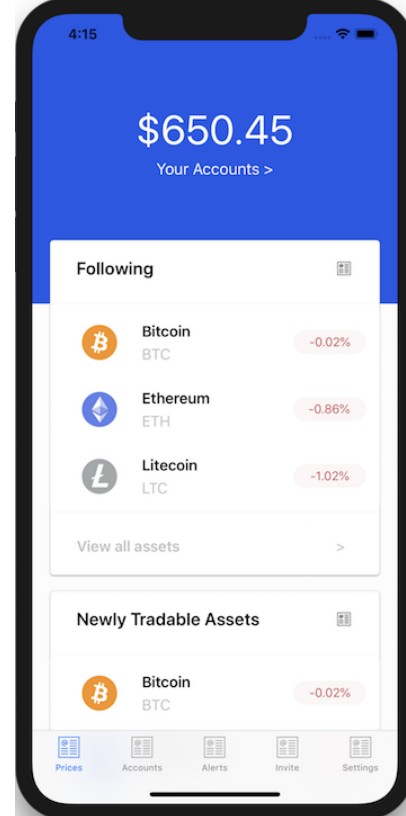 4:15
$650.45
Your Accounts >
Following
Bitcoin
BTC
-0.02%
Ethereum
ETH
-0.86%
Litecoin
LTC
-1.02%
View all assets >
Newly Tradable Assets
Bitcoin
BTC
-0.02%
Prices Accounts Alerts Invite Settings